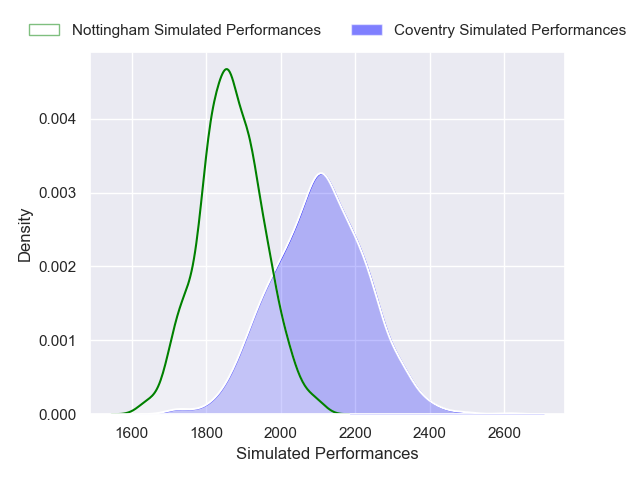 Nottingham Simulated Performances Coventry Simulated Performances
0.004
0.003
0.002
0.001
0.000
Density
1600 1800 2000 2200 2400 2600
Simulated Performances